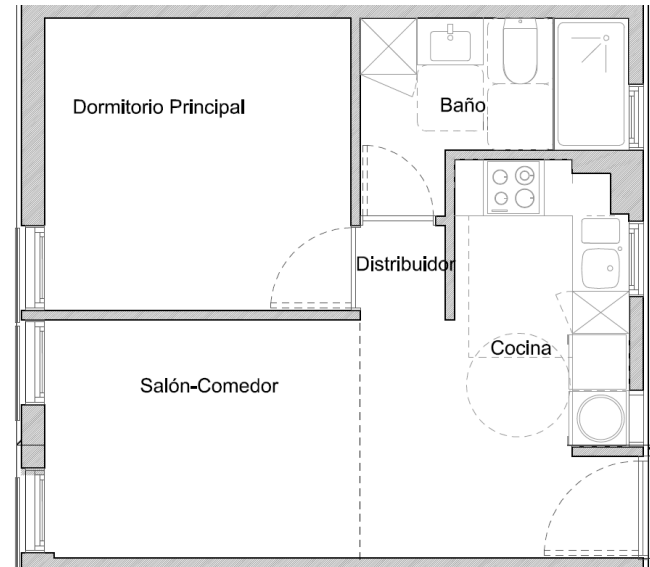 Dormitorio Principal
Baño
Distribuidor
Cocina
Salón-Comedor